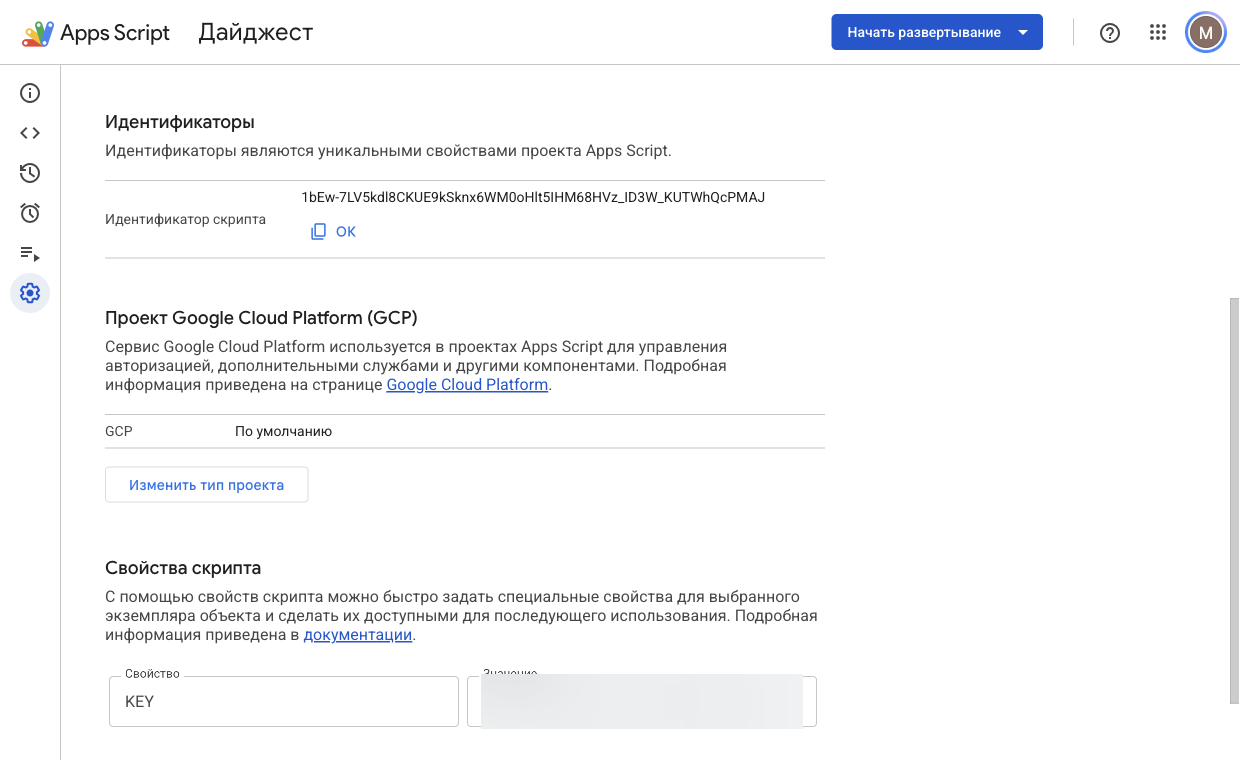 Apps Script Дайджест
Начать развертывание
M
Идентификаторы
Идентификаторы являются уникальными свойствами проекта Apps Script.
Идентификатор скрипта
1bEw-7LV5kdl8CKUE9kSknx6WM0oHlt5IHM68HVz_ID3W_KUTWhQcPMAJ
ОК
Проект Google Cloud Platform (GCP)
Сервис Google Cloud Platform используется в проектах Apps Script для управления
авторизацией, дополнительными службами и другими компонентами. Подробная
информация приведена на странице Google Cloud Platform.
GCP По умолчанию
Изменить тип проекта
Свойства скрипта
С помощью свойств скрипта можно быстро задать специальные свойства для выбранного
экземпляра объекта и сделать их доступными для последующего использования. Подробная
информация приведена в документации.
Свойство
KEY
Значение